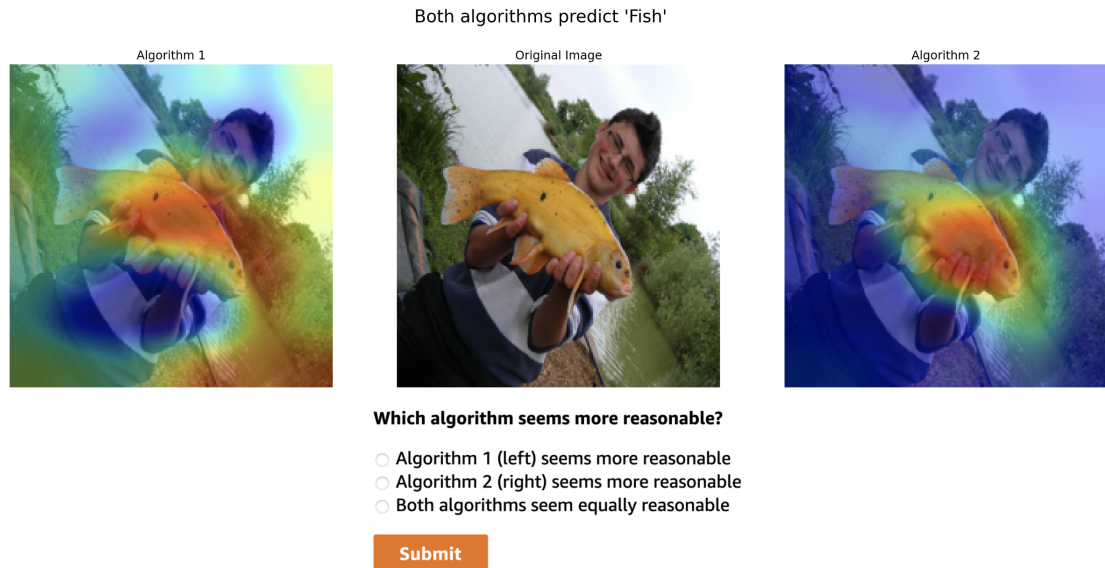 Both algorithms predict 'Fish'
Algorithm 1
Original Image
Algorithm 2
Which algorithm seems more reasonable?
Algorithm 1 (left) seems more reasonable
Algorithm 2 (right) seems more reasonable
Both algorithms seem equally reasonable
Submit